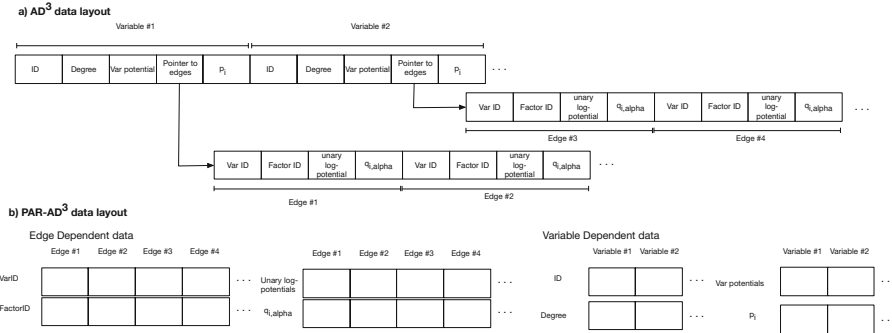 a) AD3 data layout
Variable #1 Variable #2
ID Degree Var potential Pointer to edges pi ID Degree Var potential Pointer to edges pi . . .
Var ID Factor ID unary log-potential qi,alpha Var ID Factor ID unary log-potential qi,alpha . . .
Edge #3 Edge #4
Var ID Factor ID unary log-potential qi,alpha Var ID Factor ID unary log-potential qi,alpha . . .
Edge #1 Edge #2
b) PAR-AD3 data layout
Edge Dependent data Variable Dependent data
Edge #1 Edge #2 Edge #3 Edge #4 Edge #1 Edge #2 Edge #3 Edge #4 Variable #1 Variable #2 Variable #1 Variable #2
VarID . . . Unary log-potentials . . . ID . . . Var potentials . .
FactorID . . . qi,alpha . . . Degree . . . pi . .